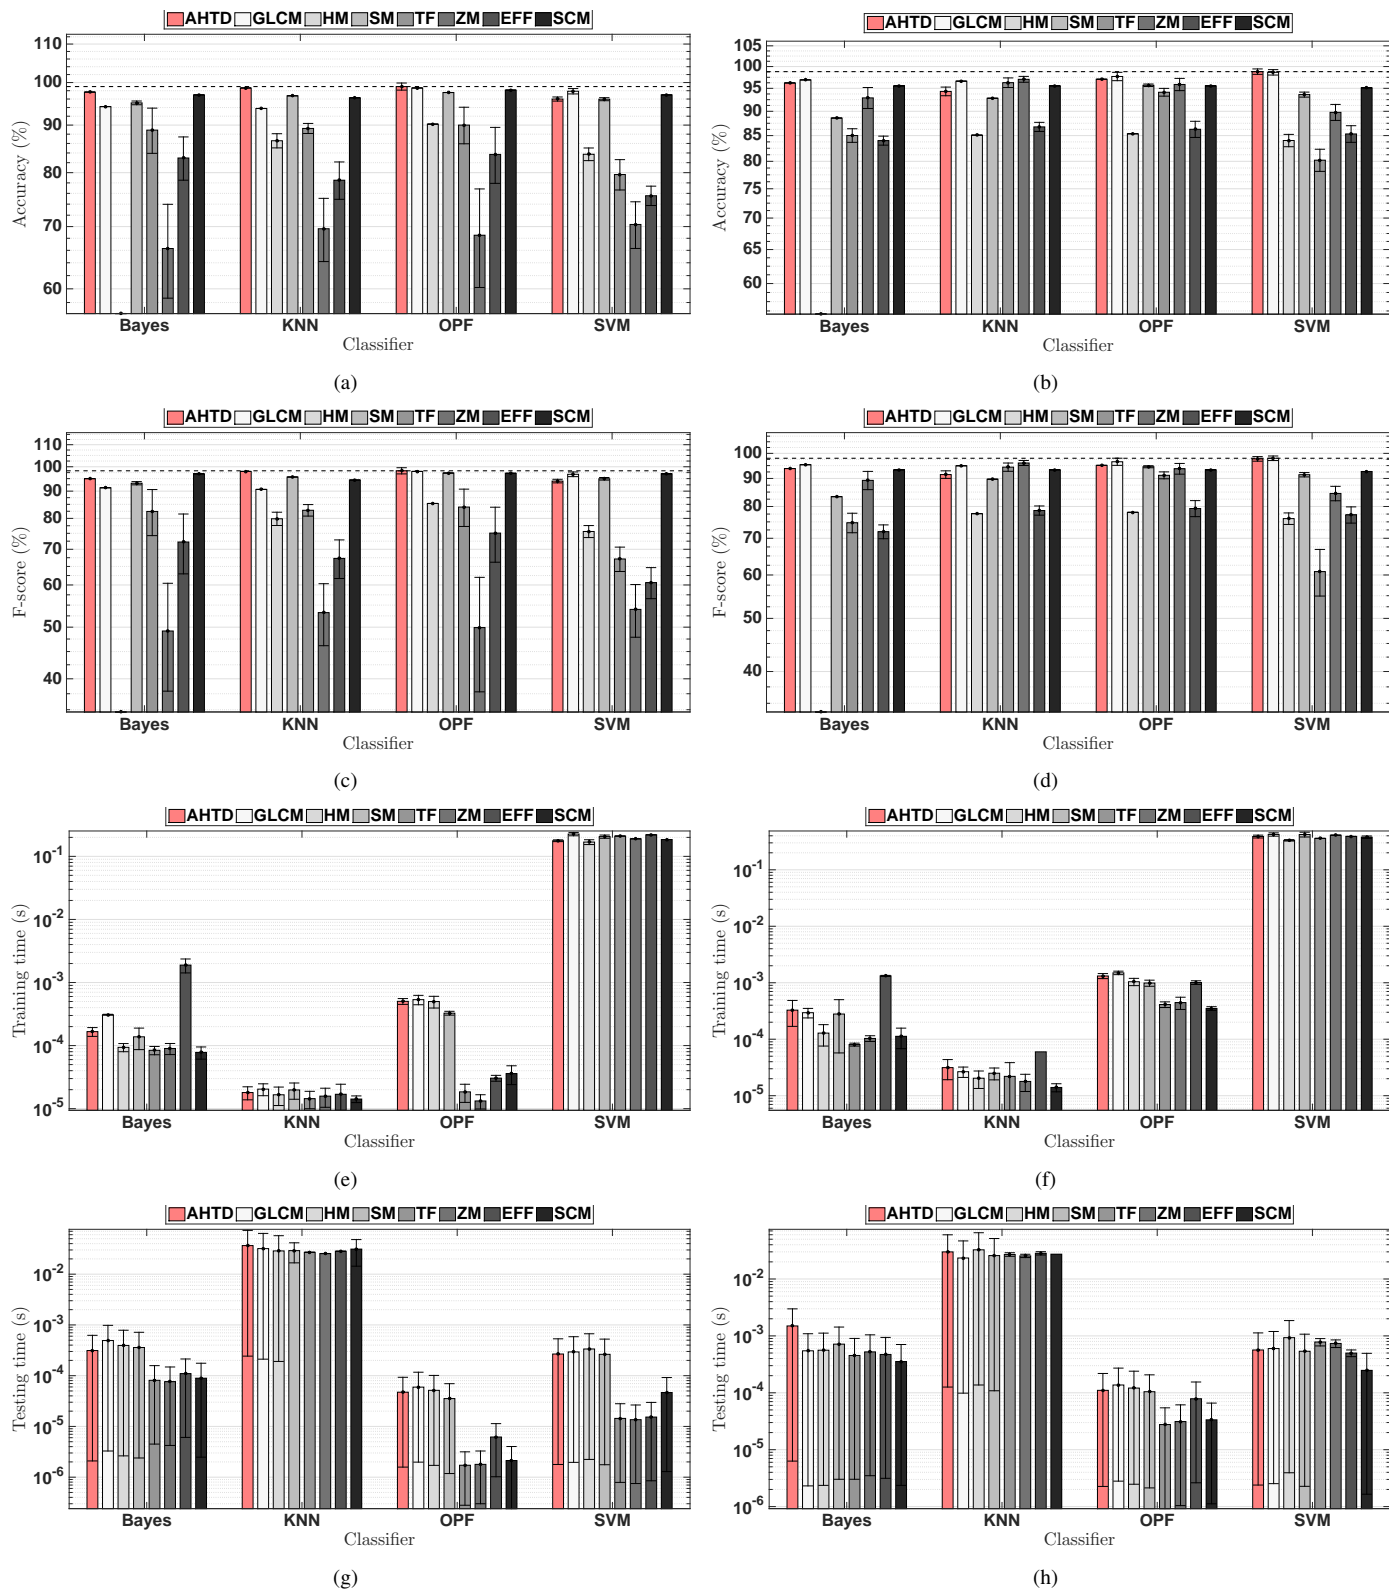 AHTD GLCM HM SM TF ZM EFF SCM
110
100
90
80
70
60
Accuracy (%)
Bayes KNN OPF SVM
Classifier
(a)
AHTD GLCM HM SM TF ZM EFF SCM
105
100
95
90
85
80
75
70
65
60
Accuracy (%)
Bayes KNN OPF SVM
Classifier
(b)
AHTD GLCM HM SM TF ZM EFF SCM
110
100
90
80
70
60
50
40
F-score (%)
Bayes KNN OPF SVM
Classifier
(c)
AHTD GLCM HM SM TF ZM EFF SCM
100
90
80
70
60
50
40
F-score (%)
Bayes KNN OPF SVM
Classifier
(d)
AHTD GLCM HM SM TF ZM EFF SCM
10⁻¹
10⁻²
10⁻³
10⁻⁴
10⁻⁵
Training time (s)
Bayes KNN OPF SVM
Classifier
(e)
AHTD GLCM HM SM TF ZM EFF SCM
10⁻¹
10⁻²
10⁻³
10⁻⁴
10⁻⁵
Training time (s)
Bayes KNN OPF SVM
Classifier
(f)
AHTD GLCM HM SM TF ZM EFF SCM
10⁻²
10⁻³
10⁻⁴
10⁻⁵
10⁻⁶
Testing time (s)
Bayes KNN OPF SVM
Classifier
(g)
AHTD GLCM HM SM TF ZM EFF SCM
10⁻²
10⁻³
10⁻⁴
10⁻⁵
10⁻⁶
Testing time (s)
Bayes KNN OPF SVM
Classifier
(h)